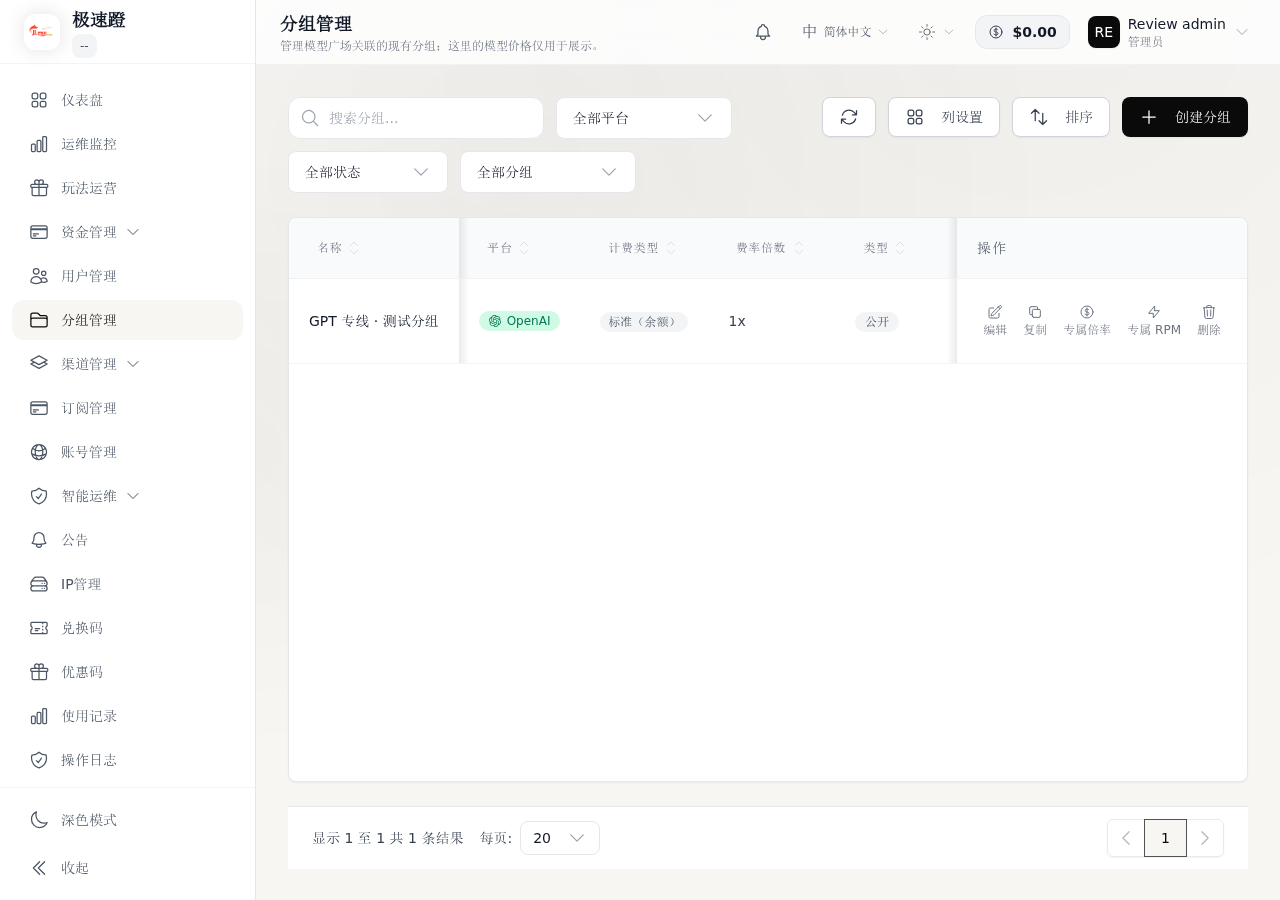 极速蹬
--
仪表盘
运维监控
玩法运营
资金管理
用户管理
分组管理
渠道管理
订阅管理
账号管理
智能运维
公告
IP管理
兑换码
优惠码
使用记录
操作日志
深色模式
收起
分组管理
管理模型广场关联的现有分组；这里的模型价格仅用于展示。
中 简体中文
$0.00
RE
Review admin
管理员
搜索分组...
全部平台
列设置
排序
创建分组
全部状态
全部分组
名称 平台 计费类型 费率倍数 类型 操作
GPT 专线 · 测试分组 OpenAI 标准（余额） 1x 公开
编辑 复制 专属倍率 专属 RPM 删除
显示 1 至 1 共 1 条结果 每页: 20
1